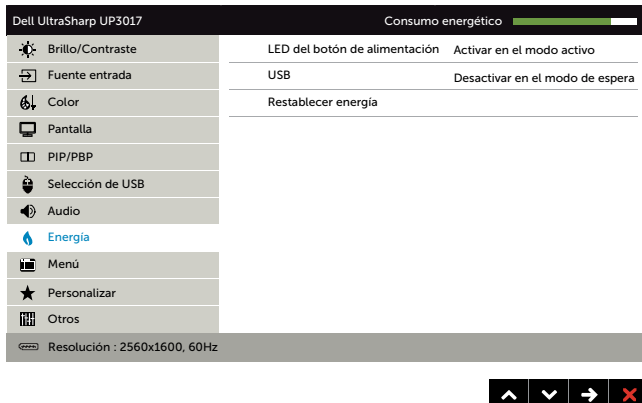 Dell UltraSharp UP3017 Consumo energético
Brillo/Contraste LED del botón de alimentación Activar en el modo activo
Fuente entrada USB Desactivar en el modo de espera
Color Restablecer energía
Pantalla
PIP/PBP
Selección de USB
Audio
Energía
Menú
Personalizar
Otros
Resolución : 2560x1600, 60Hz